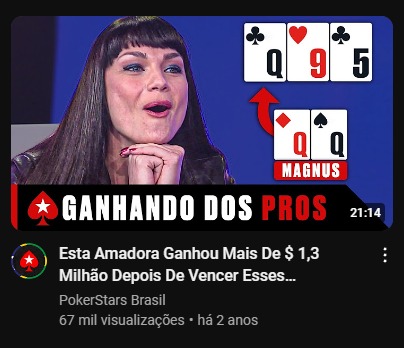 Q 9 5
Q Q
MAGNUS
GANHANDO DOS PROS
21:14
Esta Amadora Ganhou Mais De $ 1,3
Milhão Depois De Vencer Esses...
PokerStars Brasil
67 mil visualizações • há 2 anos